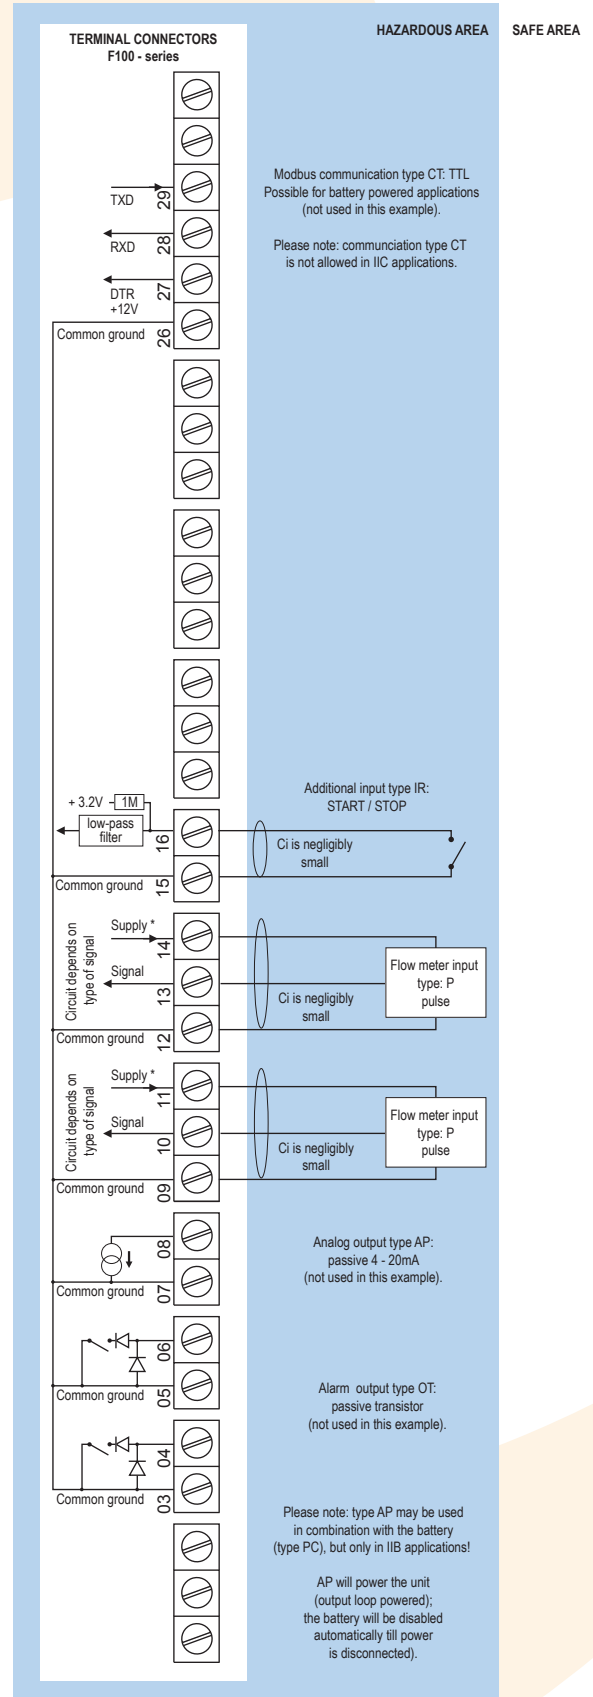 HAZARDOUS AREA
SAFE AREA
TERMINAL CONNECTORS
F100 - series
Modbus communication type CT: TTL
Possible for battery powered applications
(not used in this example).
TXD
29
RXD
28
Please note: communciation type CT
is not allowed in IIC applications.
DTR
+12V
27
Common ground
26
Additional input type IR:
START / STOP
+ 3.2V
1M
low-pass
filter
16
Ci is negligibly
small
Common ground
15
Circuit depends on
type of signal
Supply *
14
Signal
13
Flow meter input
type: P
pulse
Ci is negligibly
small
Common ground
12
Circuit depends on
type of signal
Supply *
11
Signal
10
Flow meter input
type: P
pulse
Ci is negligibly
small
Common ground
09
08
Analog output type AP:
passive 4 - 20mA
(not used in this example).
Common ground
07
06
Alarm output type OT:
passive transistor
(not used in this example).
Common ground
05
04
Common ground
03
Please note: type AP may be used
in combination with the battery
(type PC), but only in IIB applications!
AP will power the unit
(output loop powered);
the battery will be disabled
automatically till power
is disconnected).